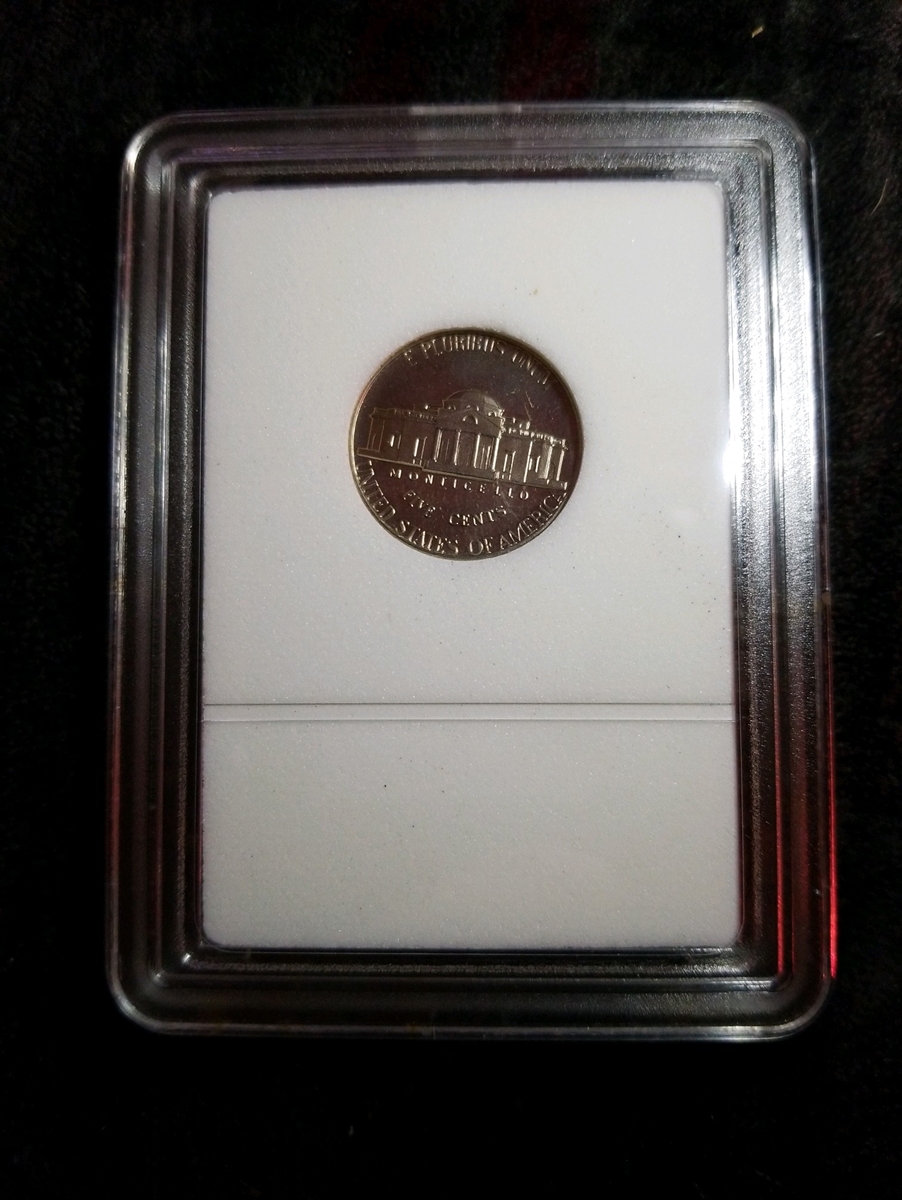 E PLURIBUS UNUM
MONTICELLO
FIVE CENTS
UNITED STATES OF AMERICA